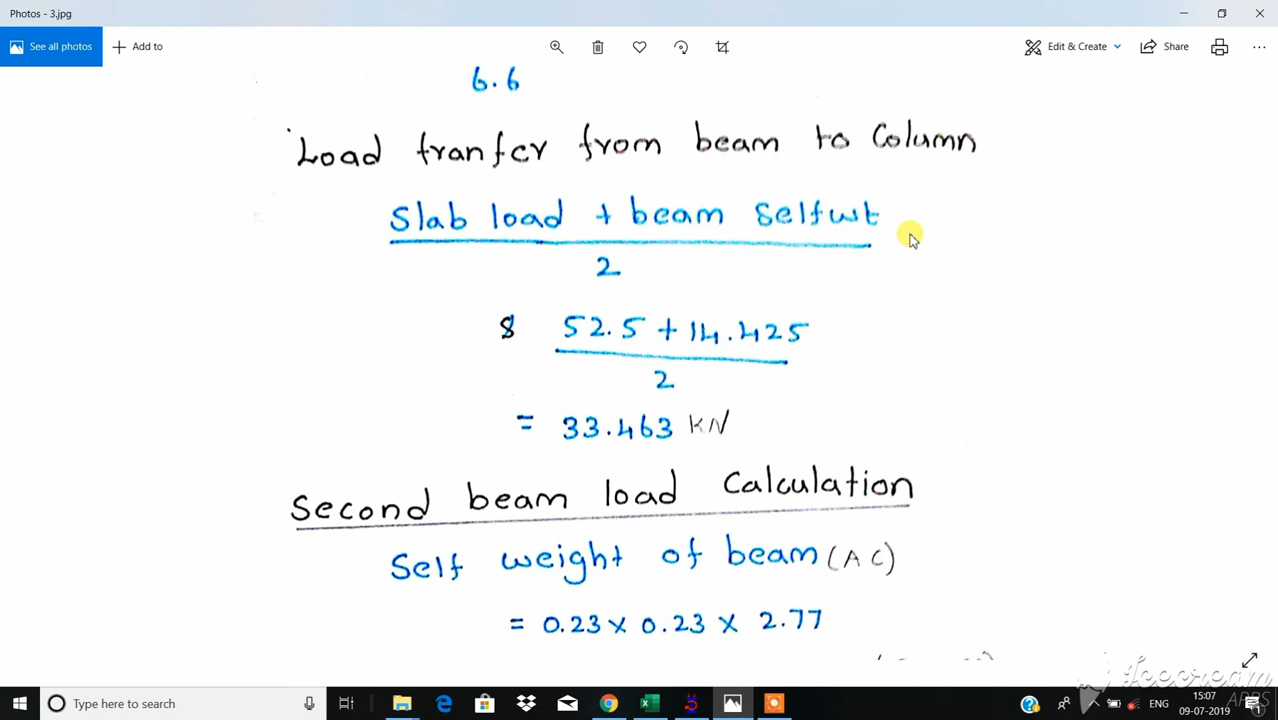 Photos - 3.jpg
See all photos
Add to
Edit & Create
Share
6.6
Load tranfer from beam to Column
Slab load + beam Selfwt
2
52.5 + 14.425
2
= 33.463 KN
Second beam load Calculation
Self weight of beam (AC)
= 0.23 x 0.23 x 2.77
Icecream
APPS
Type here to search
ENG
15:07
09-07-2019